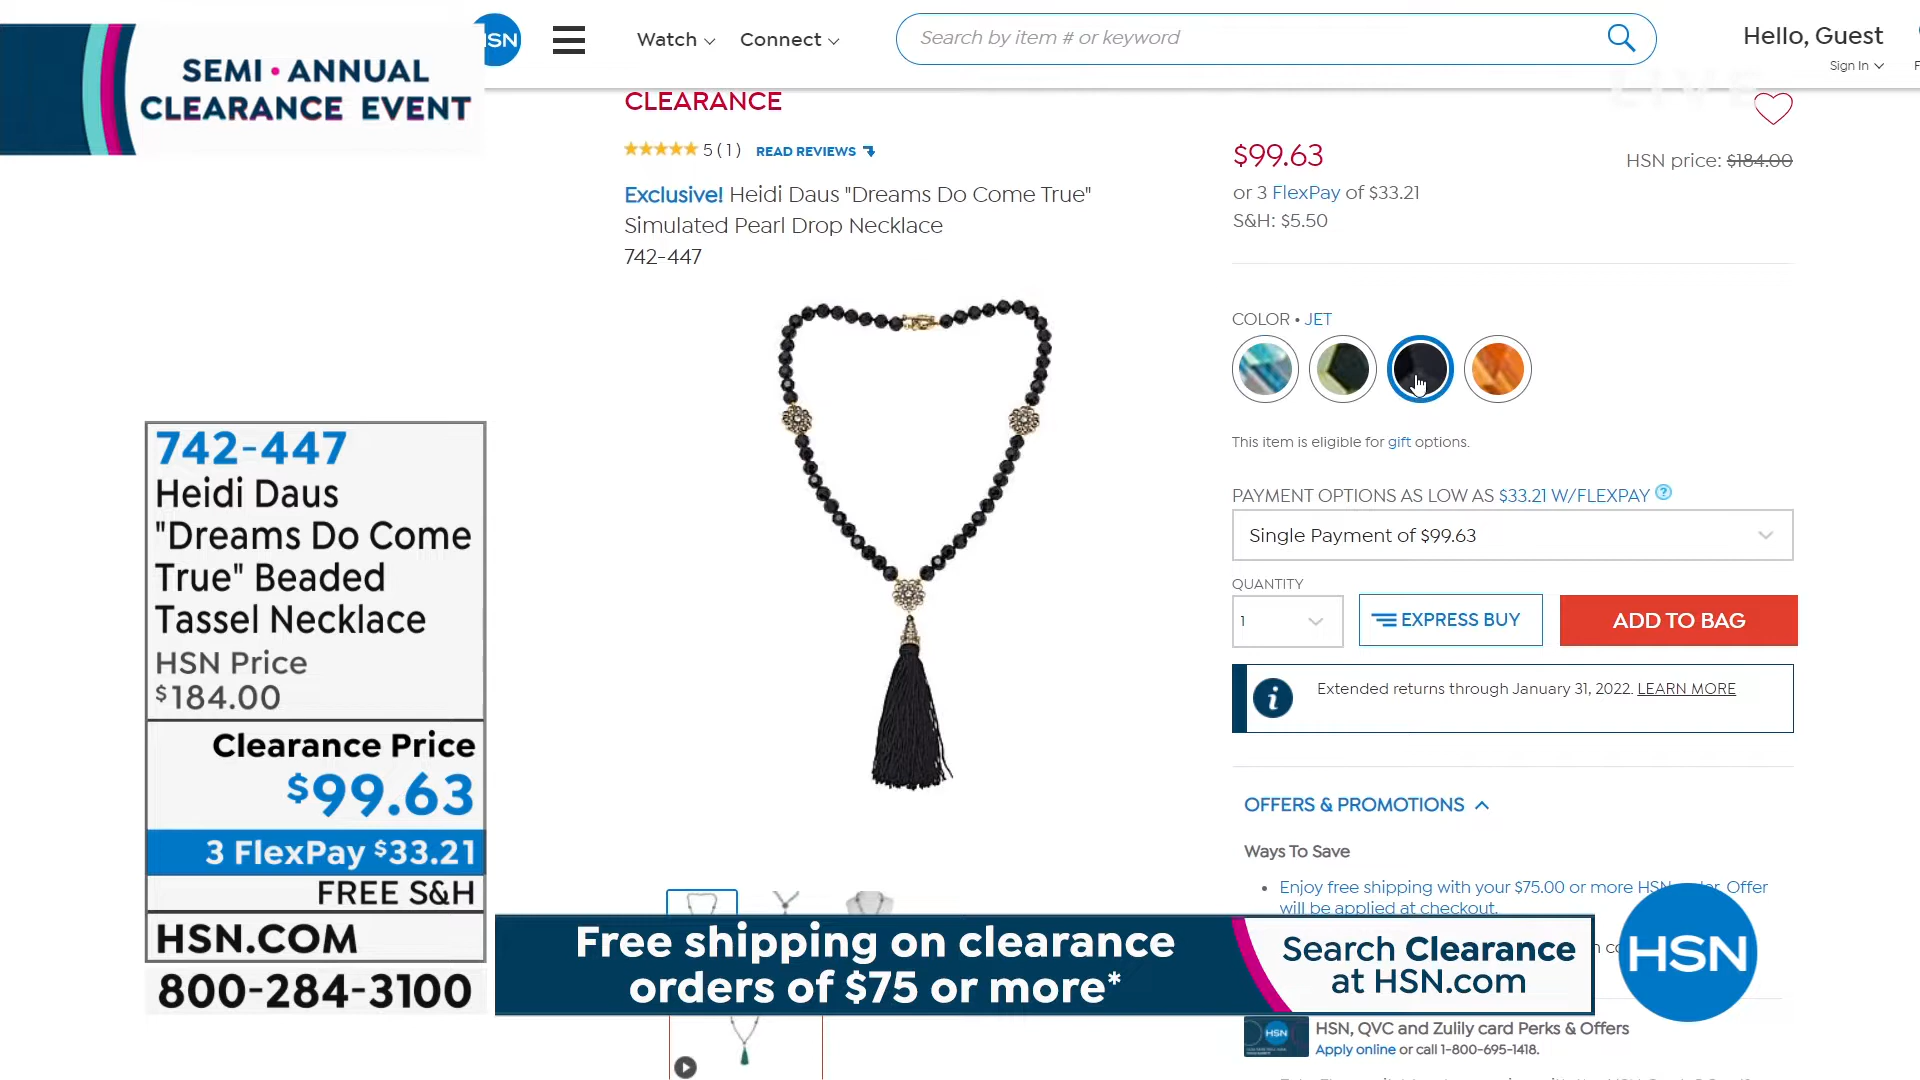 SEMI • ANNUAL
CLEARANCE EVENT
HSN
Watch
Connect
Search by item # or keyword
Hello, Guest
Sign In
LIVE
CLEARANCE
5 ( 1 )
READ REVIEWS
Exclusive! Heidi Daus "Dreams Do Come True"
Simulated Pearl Drop Necklace
742-447
$99.63
HSN price: $184.00
or 3 FlexPay of $33.21
S&H: $5.50
COLOR • JET
This item is eligible for gift options.
PAYMENT OPTIONS AS LOW AS $33.21 W/FLEXPAY ?
Single Payment of $99.63
QUANTITY
1
EXPRESS BUY
ADD TO BAG
i
Extended returns through January 31, 2022. LEARN MORE
OFFERS & PROMOTIONS
Ways To Save
• Enjoy free shipping with your $75.00 or more HSN order. Offer
will be applied at checkout.
742-447
Heidi Daus
"Dreams Do Come
True" Beaded
Tassel Necklace
HSN Price
$184.00
Clearance Price
$99.63
3 FlexPay $33.21
FREE S&H
HSN.COM
800-284-3100
Free shipping on clearance
orders of $75 or more*
Search Clearance
at HSN.com
HSN
HSN
HSN, QVC and Zulily card Perks & Offers
Apply online or call 1-800-695-1418.